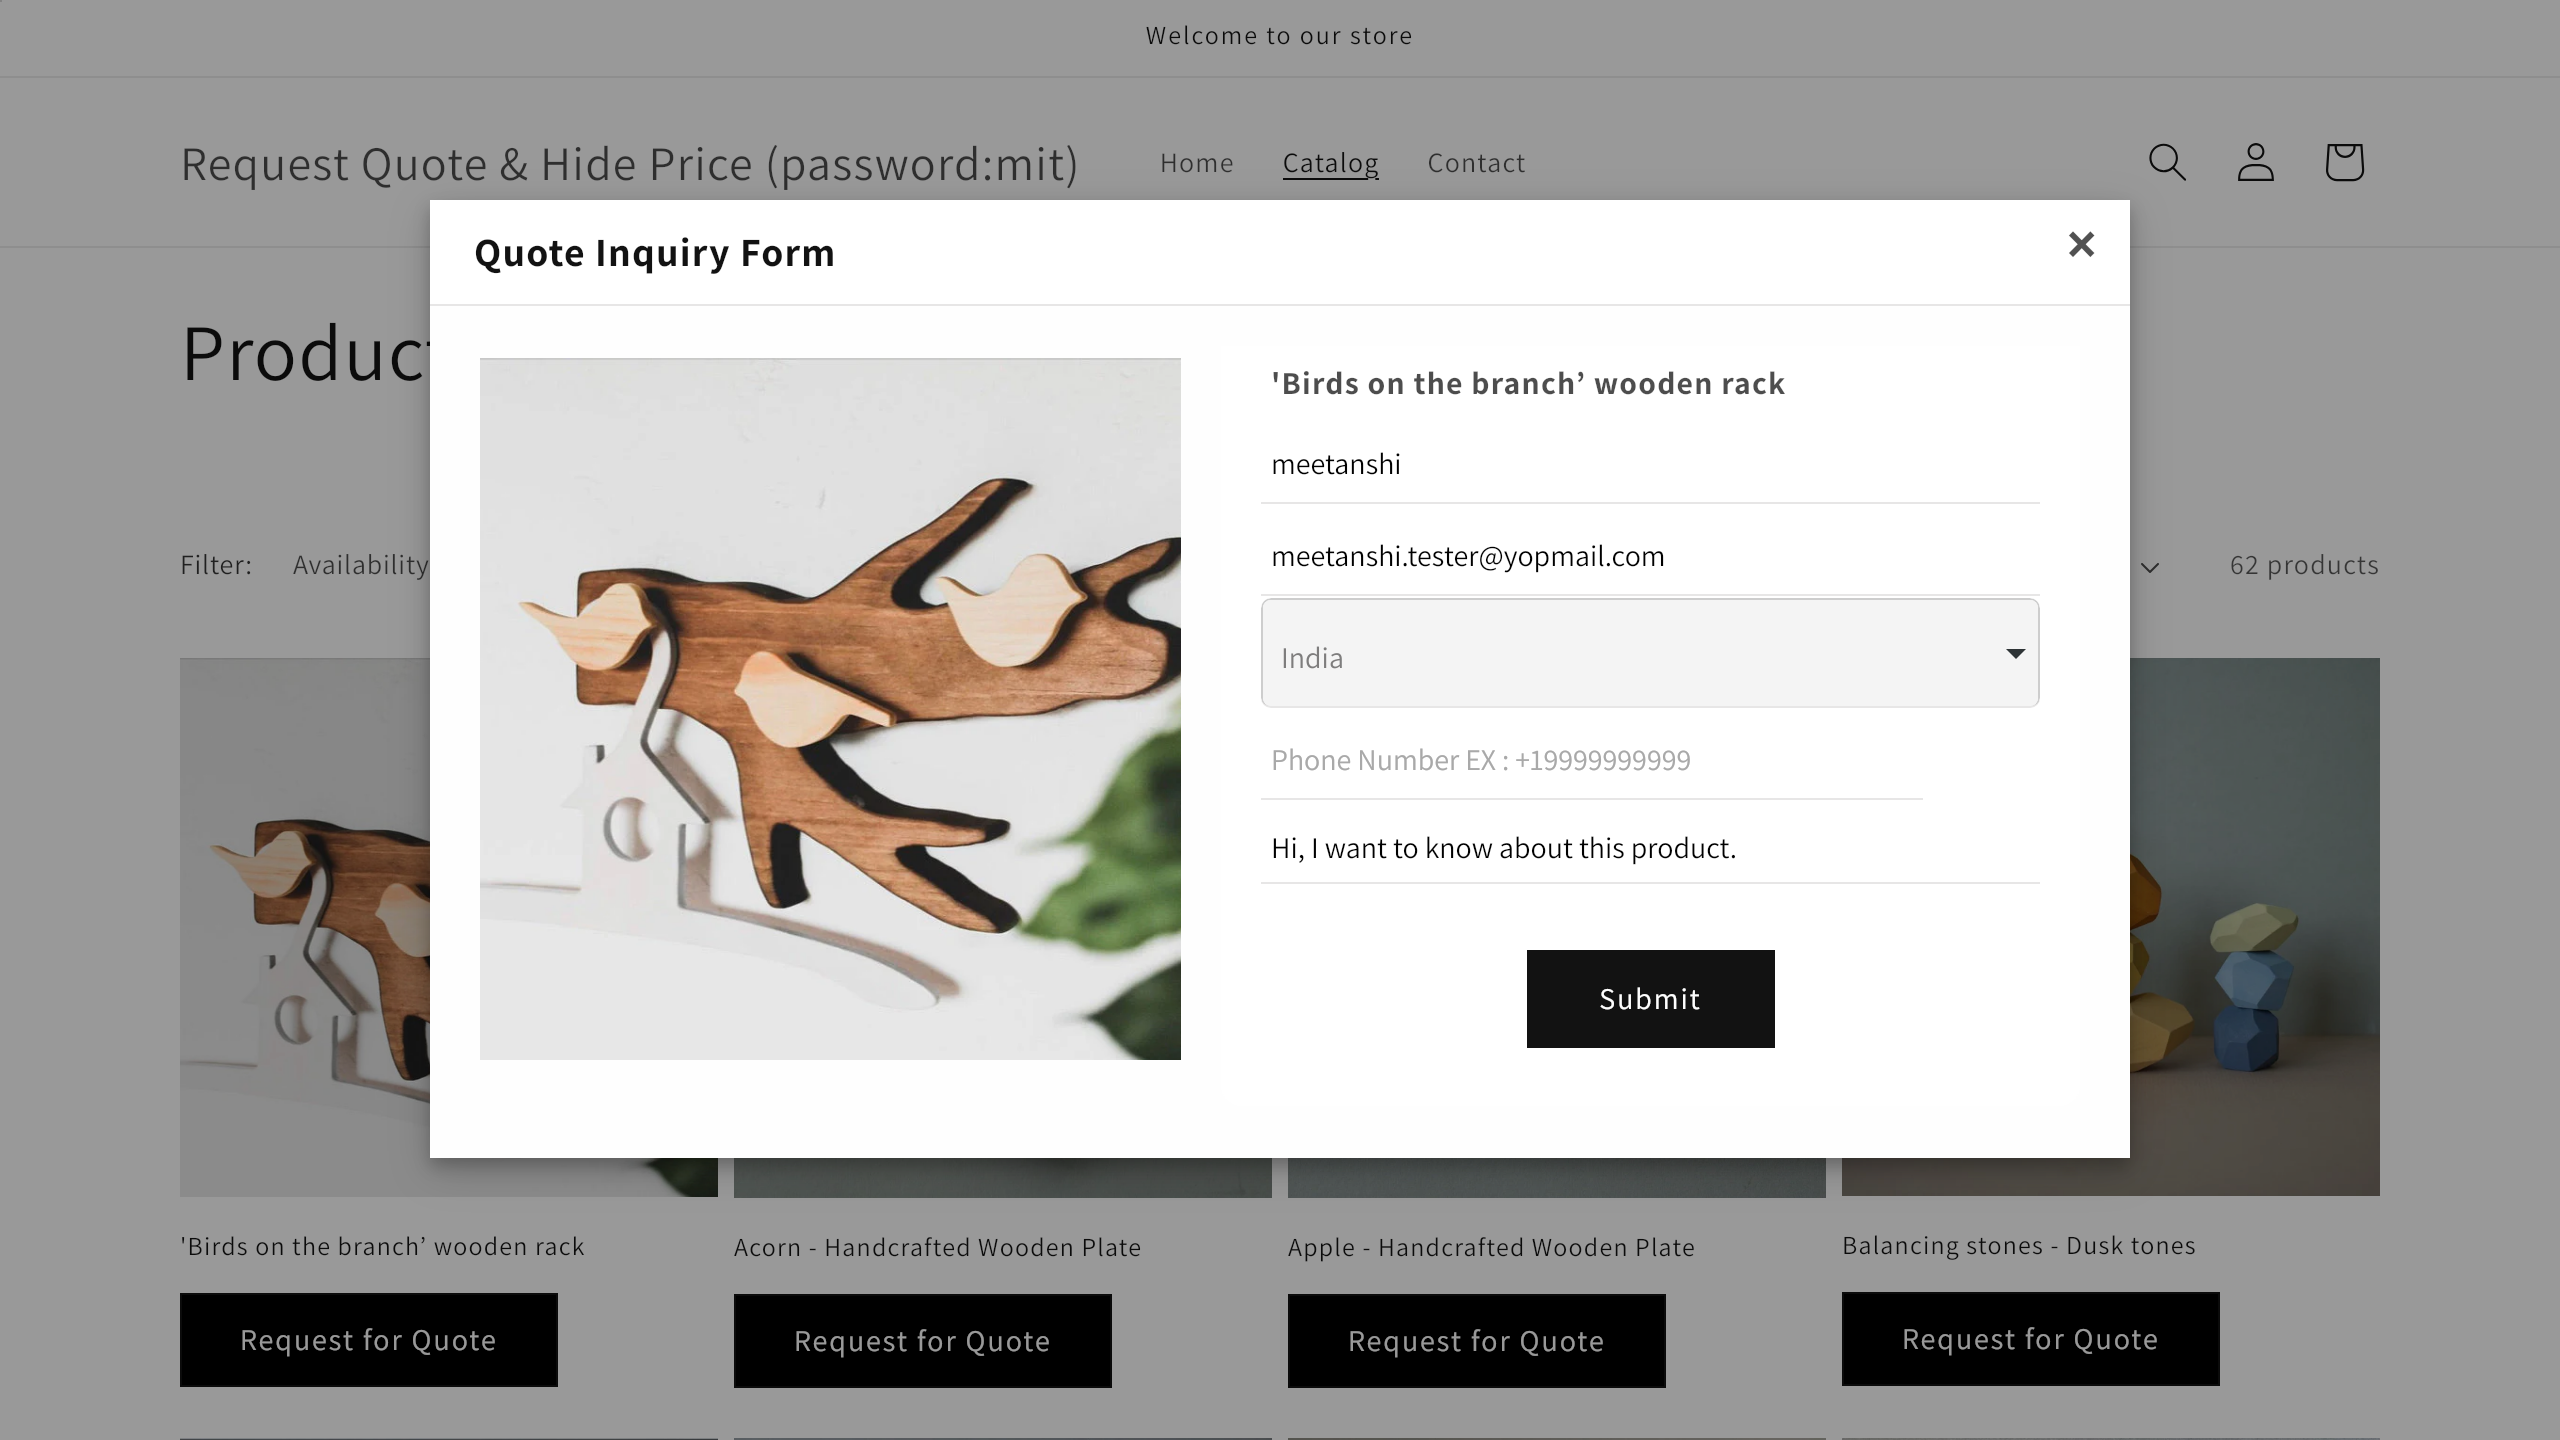 Welcome to our store
Request Quote & Hide Price (password:mit)
Home
Catalog
Contact
Quote Inquiry Form
'Birds on the branch’ wooden rack
meetanshi
meetanshi.tester@yopmail.com
India
Phone Number EX : +19999999999
Hi, I want to know about this product.
Submit
Filter:
Availability
62 products
'Birds on the branch’ wooden rack
Acorn - Handcrafted Wooden Plate
Apple - Handcrafted Wooden Plate
Balancing stones - Dusk tones
Request for Quote
Request for Quote
Request for Quote
Request for Quote